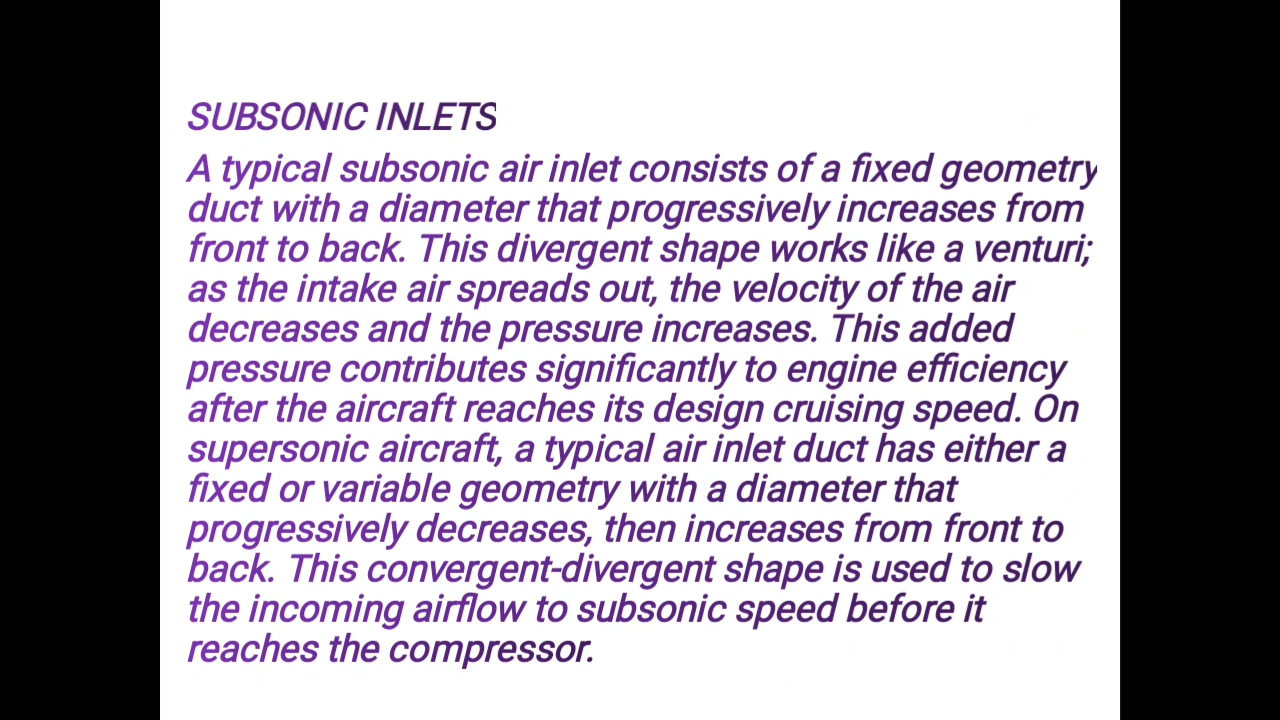 SUBSONIC INLETS
A typical subsonic air inlet consists of a fixed geometry
duct with a diameter that progressively increases from
front to back. This divergent shape works like a venturi;
as the intake air spreads out, the velocity of the air
decreases and the pressure increases. This added
pressure contributes significantly to engine efficiency
after the aircraft reaches its design cruising speed. On
supersonic aircraft, a typical air inlet duct has either a
fixed or variable geometry with a diameter that
progressively decreases, then increases from front to
back. This convergent-divergent shape is used to slow
the incoming airflow to subsonic speed before it
reaches the compressor.